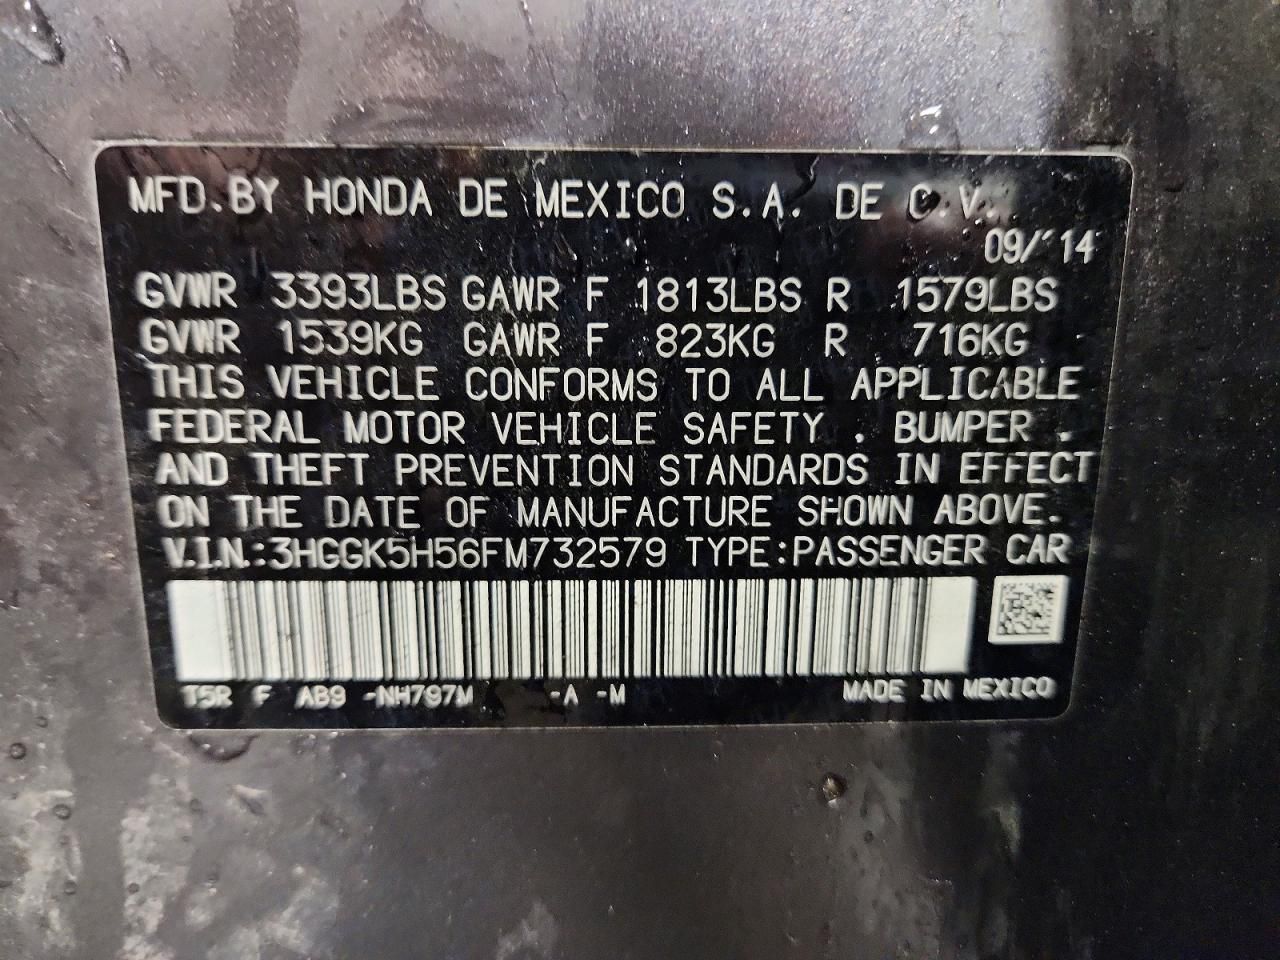 MFD.BY HONDA DE MEXICO S.A. DE C.V.
09/'14
GVWR 3393LBS GAWR F 1813LBS R 1579LBS
GVWR 1539KG GAWR F 823KG R 716KG
THIS VEHICLE CONFORMS TO ALL APPLICABLE
FEDERAL MOTOR VEHICLE SAFETY , BUMPER ,
AND THEFT PREVENTION STANDARDS IN EFFECT
ON THE DATE OF MANUFACTURE SHOWN ABOVE.
V.I.N.:3HGGK5H56FM732579 TYPE:PASSENGER CAR
T5R F AB9 -NH797M -A -M MADE IN MEXICO